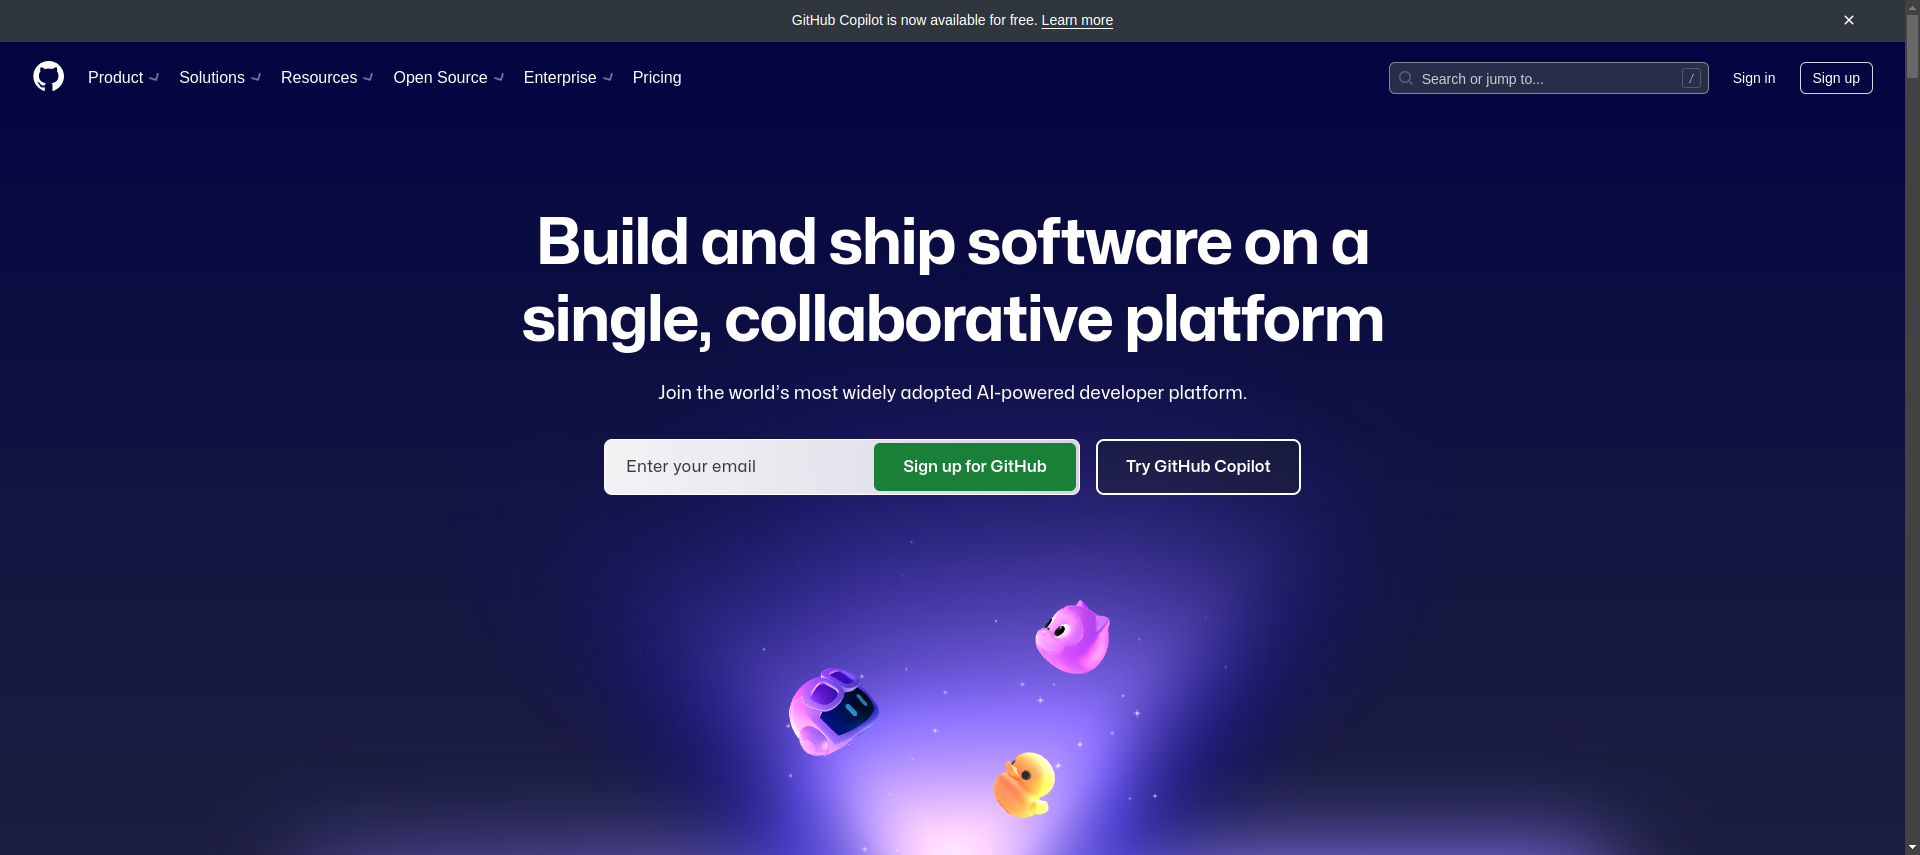 GitHub Copilot is now available for free. Learn more
Product Solutions Resources Open Source Enterprise Pricing Search or jump to... / Sign in Sign up
Build and ship software on a
single, collaborative platform
Join the world’s most widely adopted AI-powered developer platform.
Enter your email Sign up for GitHub Try GitHub Copilot